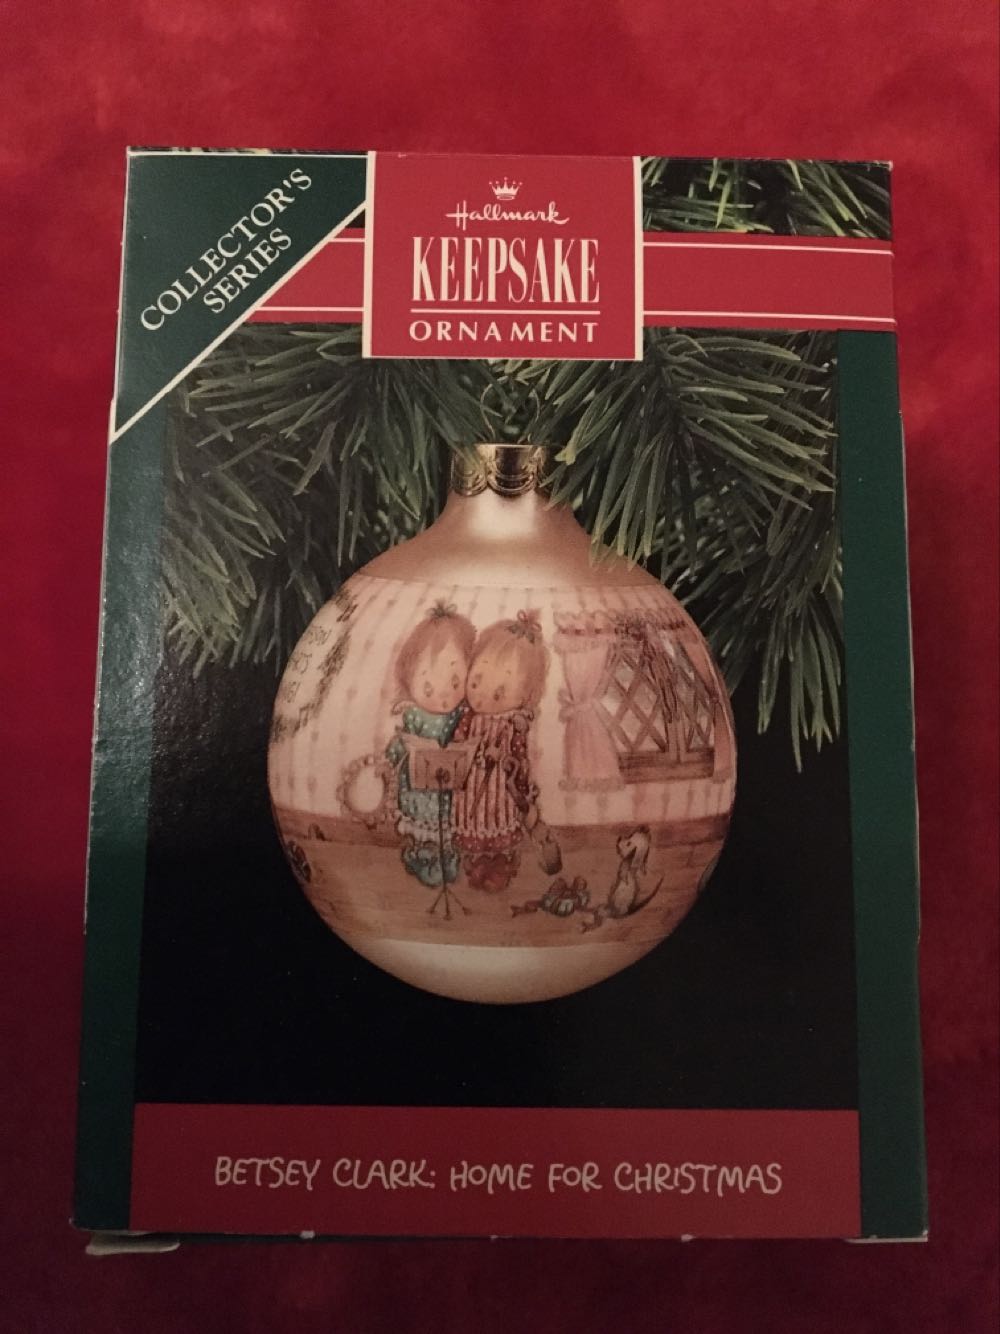 COLLECTOR'S
SERIES
Hallmark
KEEPSAKE
ORNAMENT
BETSEY CLARK: HOME FOR CHRISTMAS